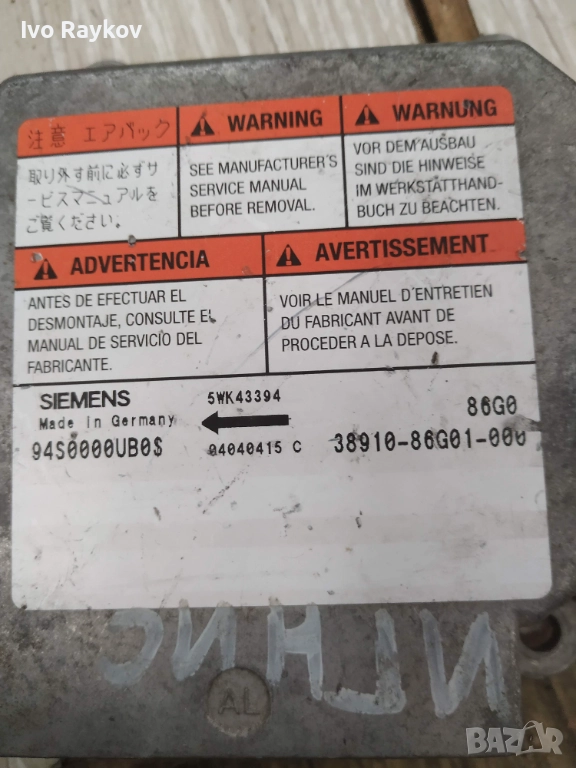 Ivo Raykov
注意 エアバック
取り外す前に必ずサ
ービスマニュアルを
ご覧ください。
WARNING
SEE MANUFACTURER'S
SERVICE MANUAL
BEFORE REMOVAL.
WARNUNG
VOR DEM AUSBAU
SIND DIE HINWEISE
IM WERKSTÄTTHAND-
BUCH ZU BEACHTEN.
ADVERTENCIA
ANTES DE EFECTUAR EL
DESMONTAJE, CONSULTE EL
MANUAL DE SERVICIO DEL
FABRICANTE.
AVERTISSEMENT
VOIR LE MANUEL D'ENTRETIEN
DU FABRICANT AVANT DE
PROCEDER A LA DEPOSE.
SIEMENS
Made in Germany
94S0000UB0$
5WK43394
04040415 C
86G0
38910-86G01-000
AL
BAZAR